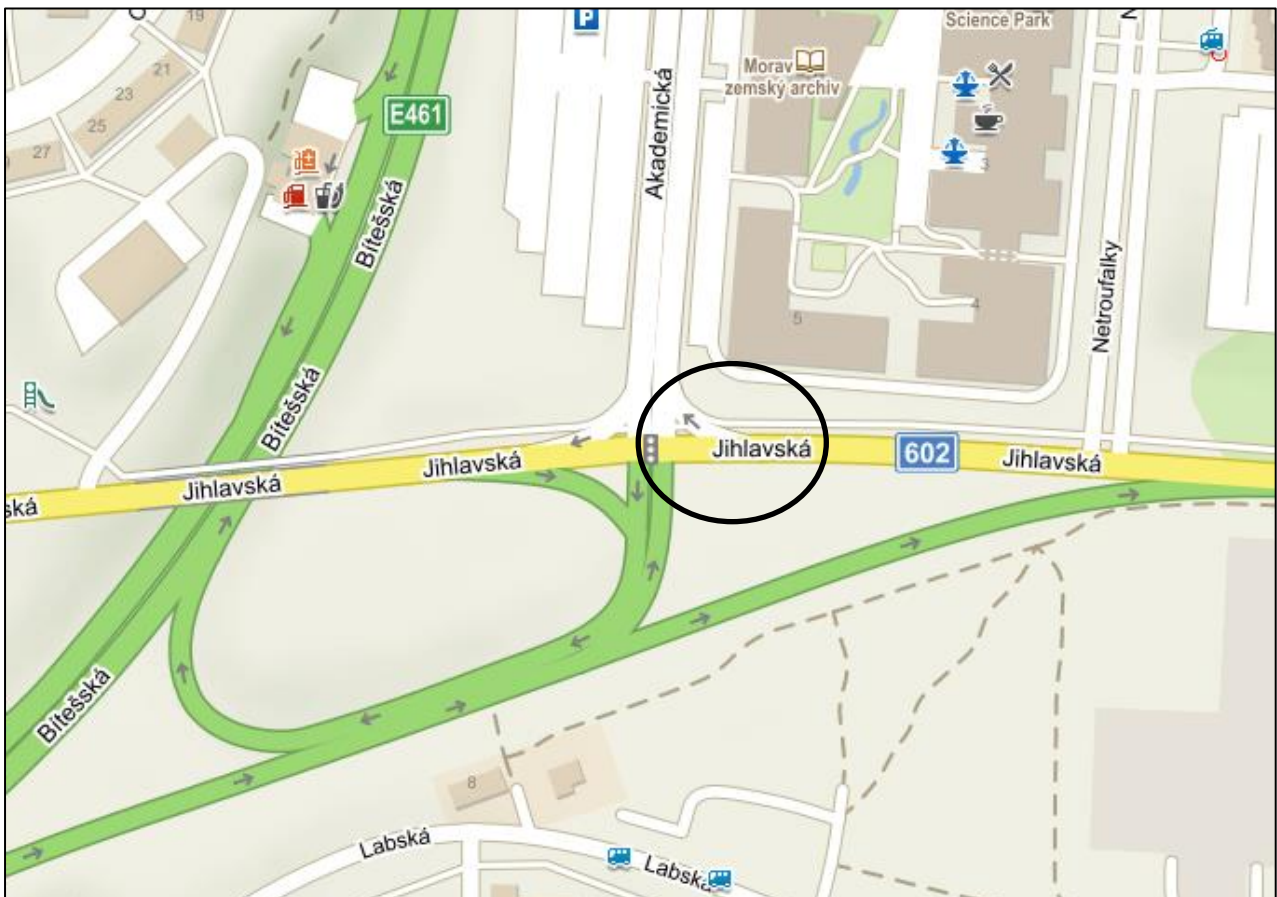 Science Park
19
21
23
25
27
P
Morav
zemský archiv
E461
Akademická
3
Bítešská
Netroufalky
4
5
Bítešská
Jihlavská
602
Jihlavská
Jihlavská
Jihlavská
ská
Bítešská
8
Labská
Labská